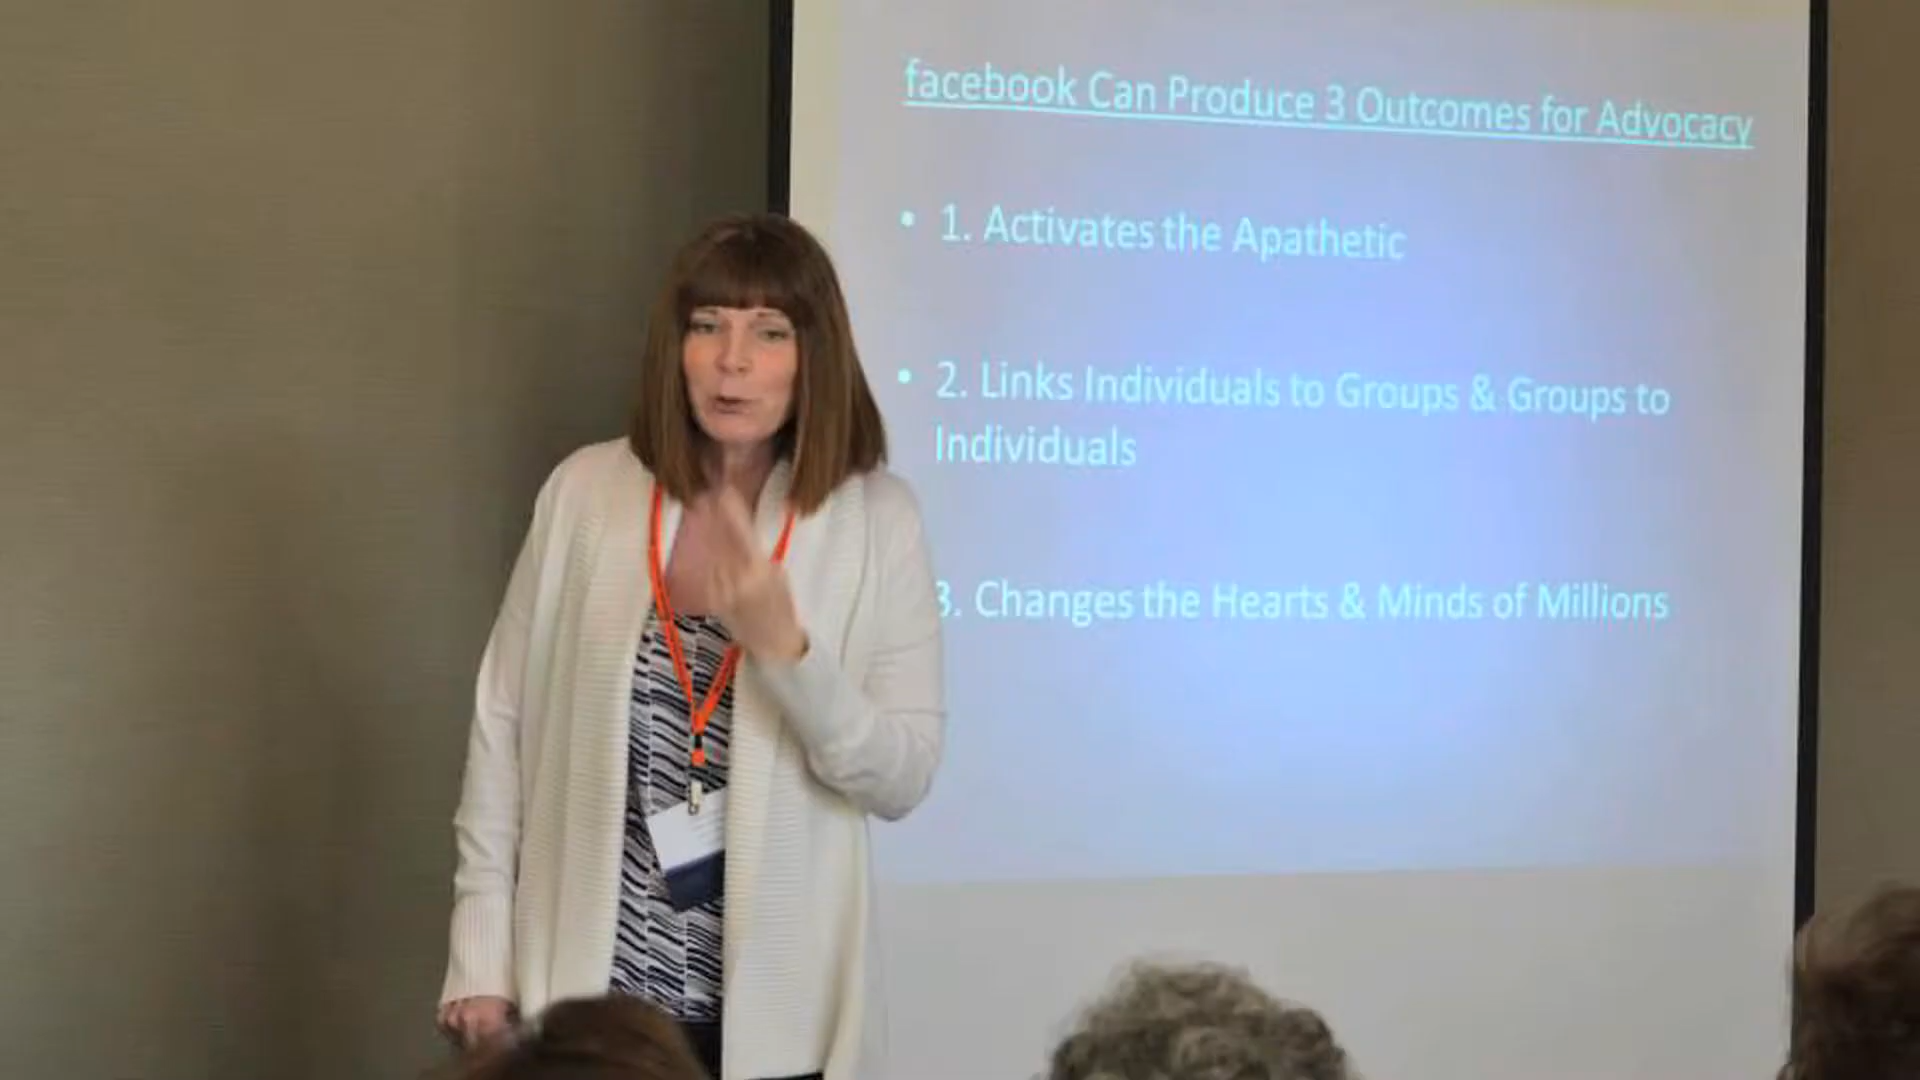 facebook Can Produce 3 Outcomes for Advocacy
• 1. Activates the Apathetic
• 2. Links Individuals to Groups & Groups to
Individuals
3. Changes the Hearts & Minds of Millions